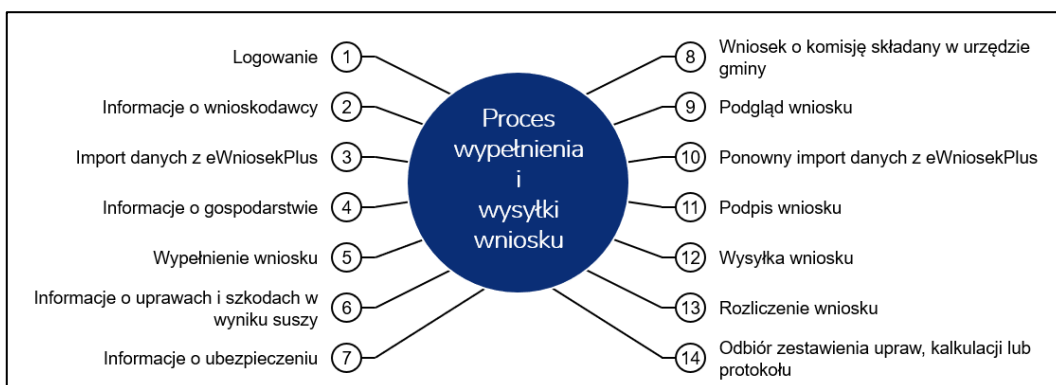 Logowanie 1
Informacje o wnioskodawcy 2
Import danych z eWniosekPlus 3
Informacje o gospodarstwie 4
Wypełnienie wniosku 5
Informacje o uprawach i szkodach w
wyniku suszy 6
Informacje o ubezpieczeniu 7
Proces
wypełnienia
i
wysyłki
wniosku
8 Wniosek o komisję składany w urzędzie
gminy
9 Podgląd wniosku
10 Ponowny import danych z eWniosekPlus
11 Podpis wniosku
12 Wysyłka wniosku
13 Rozliczenie wniosku
14 Odbiór zestawienia upraw, kalkulacji lub
protokołu